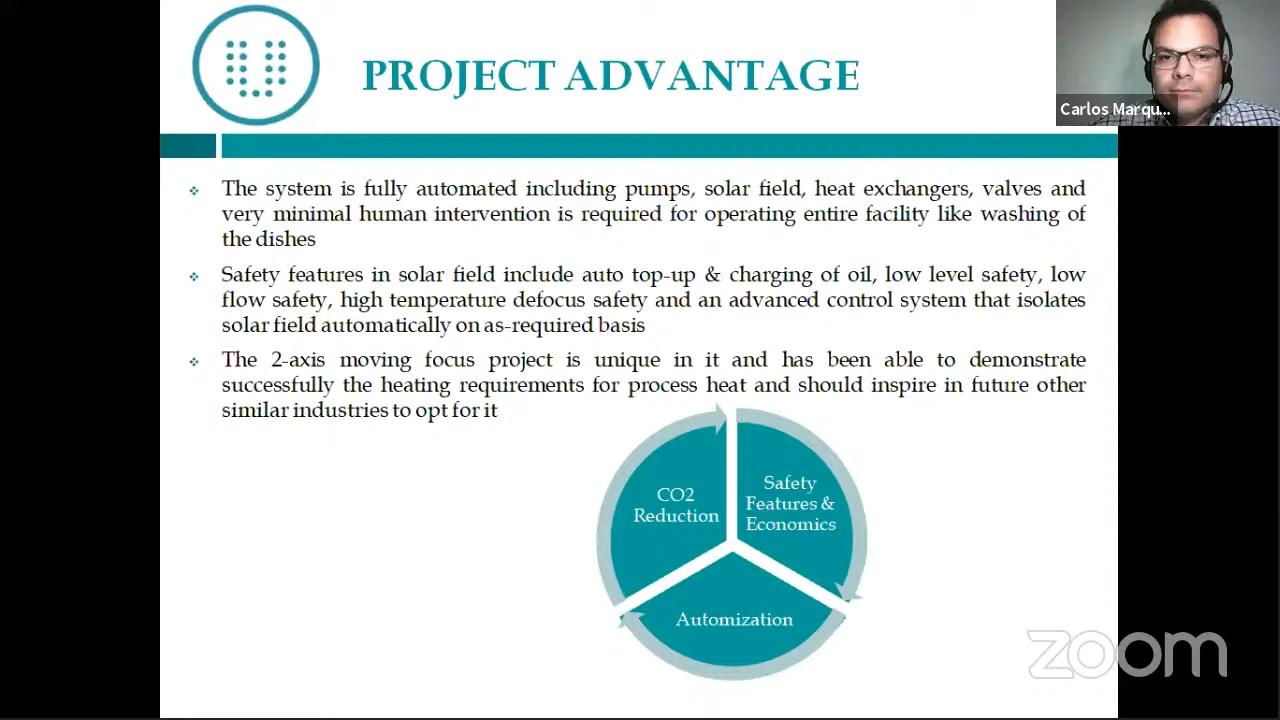 PROJECT ADVANTAGE
Carlos Marqu...
The system is fully automated including pumps, solar field, heat exchangers, valves and
very minimal human intervention is required for operating entire facility like washing of
the dishes
Safety features in solar field include auto top-up & charging of oil, low level safety, low
flow safety, high temperature defocus safety and an advanced control system that isolates
solar field automatically on as-required basis
The 2-axis moving focus project is unique in it and has been able to demonstrate
successfully the heating requirements for process heat and should inspire in future other
similar industries to opt for it
CO2
Reduction
Safety
Features &
Economics
Automization
zoom